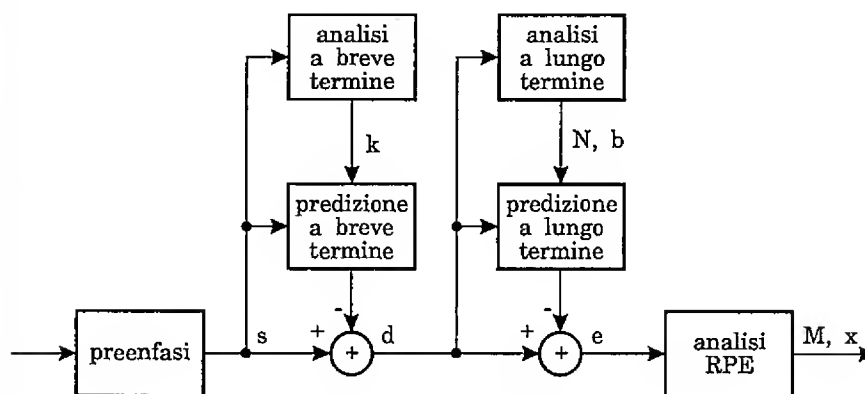 analisi
a breve
termine
analisi
a lungo
termine
k
N, b
predizione
a breve
termine
predizione
a lungo
termine
-
-
preenfasi
s
+
+
d
+
+
e
analisi
RPE
M, x